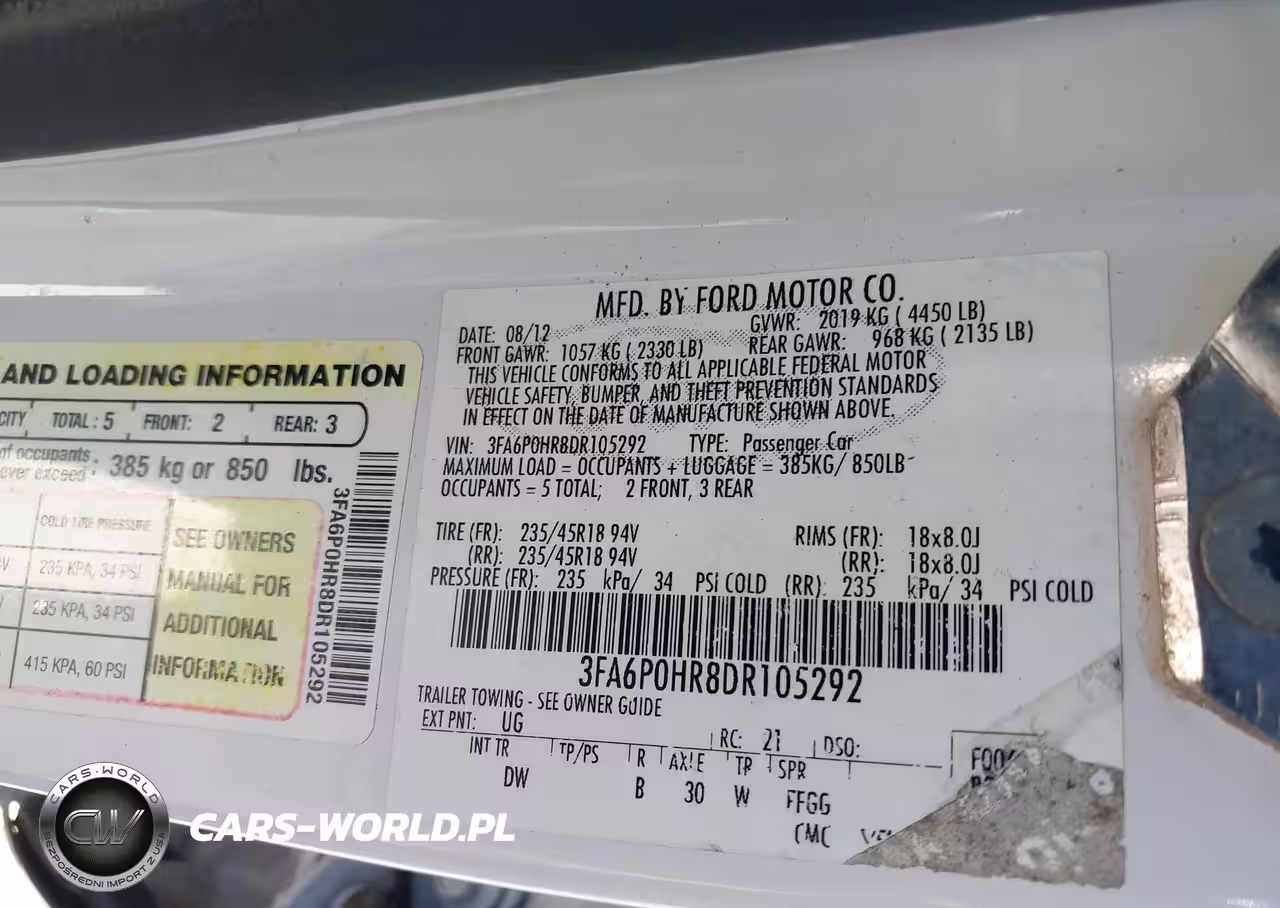 AND LOADING INFORMATION
CITY TOTAL: 5 FRONT: 2 REAR: 3
of occupants
ever exceed: 385 kg or 850 lbs.
COLD TIRE PRESSURE
235 KPA, 34 PSI
235 KPA, 34 PSI
415 KPA, 60 PSI
SEE OWNERS
MANUAL FOR
ADDITIONAL
INFORMATION
3FA6P0HR8DR105292
MFD. BY FORD MOTOR CO.
DATE: 08/12 GVWR: 2019 KG ( 4450 LB)
FRONT GAWR: 1057 KG ( 2330 LB) REAR GAWR: 968 KG ( 2135 LB)
THIS VEHICLE CONFORMS TO ALL APPLICABLE FEDERAL MOTOR
VEHICLE SAFETY, BUMPER, AND THEFT PREVENTION STANDARDS
IN EFFECT ON THE DATE OF MANUFACTURE SHOWN ABOVE.
VIN: 3FA6P0HR8DR105292 TYPE: Passenger Car
MAXIMUM LOAD = OCCUPANTS + LUGGAGE = 385KG/ 850LB
OCCUPANTS = 5 TOTAL; 2 FRONT, 3 REAR
TIRE (FR): 235/45R18 94V RIMS (FR): 18x8.0J
(RR): 235/45R18 94V (RR): 18x8.0J
PRESSURE (FR): 235 kPa/ 34 PSI COLD (RR): 235 kPa/ 34 PSI COLD
3FA6P0HR8DR105292
TRAILER TOWING - SEE OWNER GUIDE
EXT PNT: UG RC: 21 DSO:
INT TR TP/PS R AXLE TR SPR
DW B 30 W FFGG
CMC
CARS-WORLD
CW
BEZPOŚREDNI IMPORT Z USA
CARS-WORLD.PL